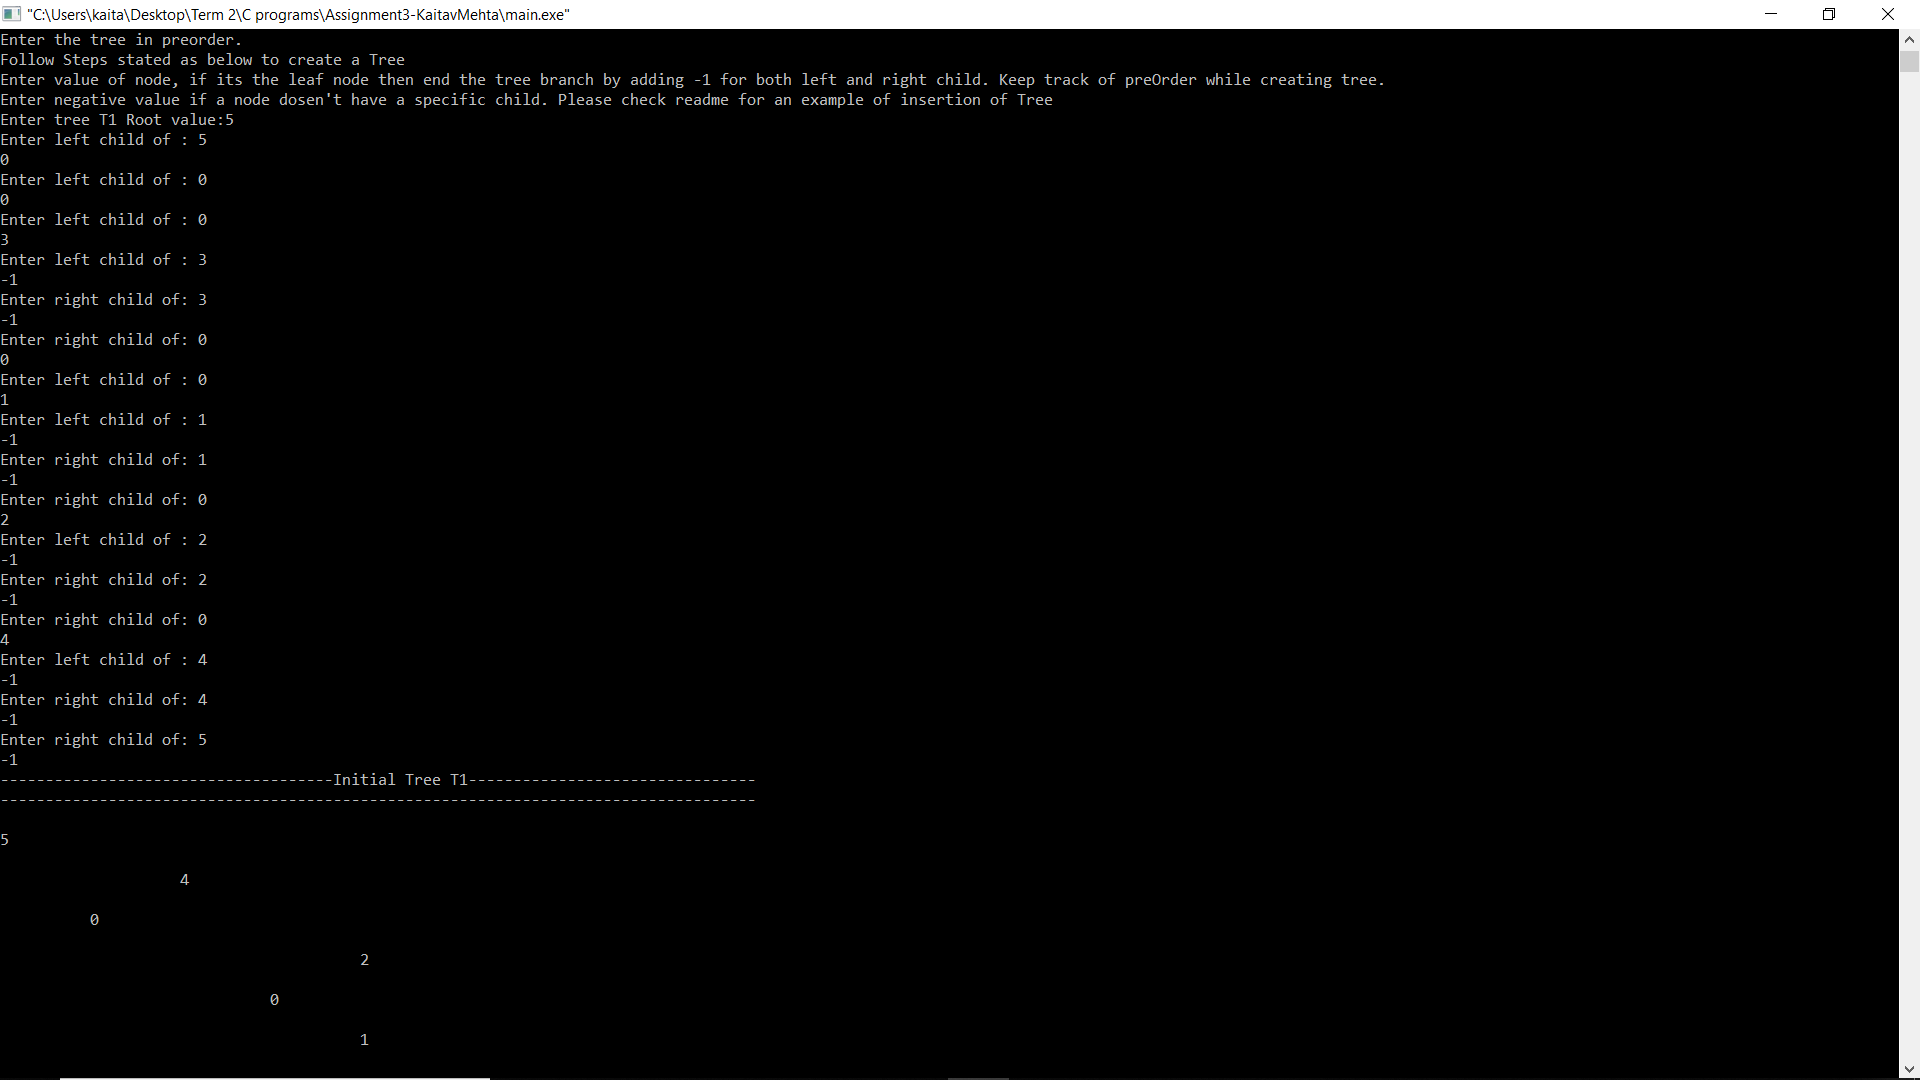 "C:\Users\kaita\Desktop\Term 2\C programs\Assignment3-KaitavMehta\main.exe"
Enter the tree in preorder.
Follow Steps stated as below to create a Tree
Enter value of node, if its the leaf node then end the tree branch by adding -1 for both left and right child. Keep track of preOrder while creating tree.
Enter negative value if a node dosen't have a specific child. Please check readme for an example of insertion of Tree
Enter tree T1 Root value:5
Enter left child of : 5
0
Enter left child of : 0
0
Enter left child of : 0
3
Enter left child of : 3
-1
Enter right child of: 3
-1
Enter right child of: 0
0
Enter left child of : 0
1
Enter left child of : 1
-1
Enter right child of: 1
-1
Enter right child of: 0
2
Enter left child of : 2
-1
Enter right child of: 2
-1
Enter right child of: 0
4
Enter left child of : 4
-1
Enter right child of: 4
-1
Enter right child of: 5
-1
-------------------------------------Initial Tree T1--------------------------------
------------------------------------------------------------------------------------
5
4
0
2
0
1